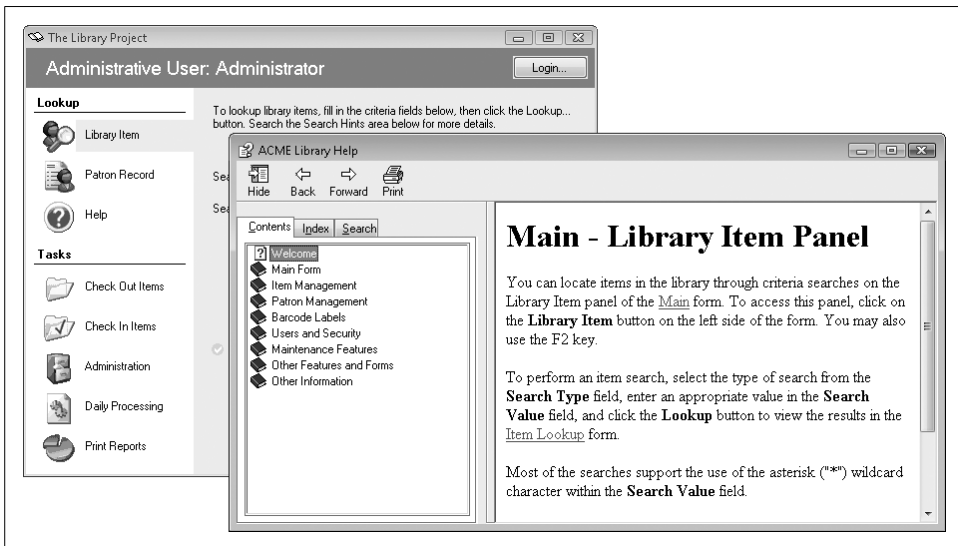 The Library Project
Administrative User: Administrator
Login...
Lookup
Library Item
Patron Record
Help
Tasks
Check Out Items
Check In Items
Administration
Daily Processing
Print Reports
To lookup library items, fill in the criteria fields below, then click the Lookup...
button. Search the Search Hints area below for more details.
ACME Library Help
Hide Back Forward Print
Contents Index Search
Welcome
Main Form
Item Management
Patron Management
Barcode Labels
Users and Security
Maintenance Features
Other Features and Forms
Other Information
Main - Library Item Panel
You can locate items in the library through criteria searches on the
Library Item panel of the Main form. To access this panel, click on
the Library Item button on the left side of the form. You may also
use the F2 key.
To perform an item search, select the type of search from the
Search Type field, enter an appropriate value in the Search
Value field, and click the Lookup button to view the results in the
Item Lookup form.
Most of the searches support the use of the asterisk ("*") wildcard
character within the Search Value field.